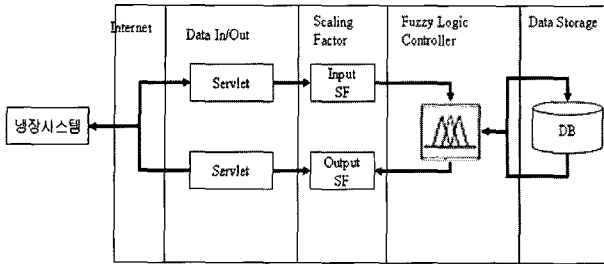 Internet
Data In/Out
Scaling
Factor
Fuzzy Logic
Controller
Data Storage
Servlet
Input
SF
냉장시스템
DB
Servlet
Output
SF